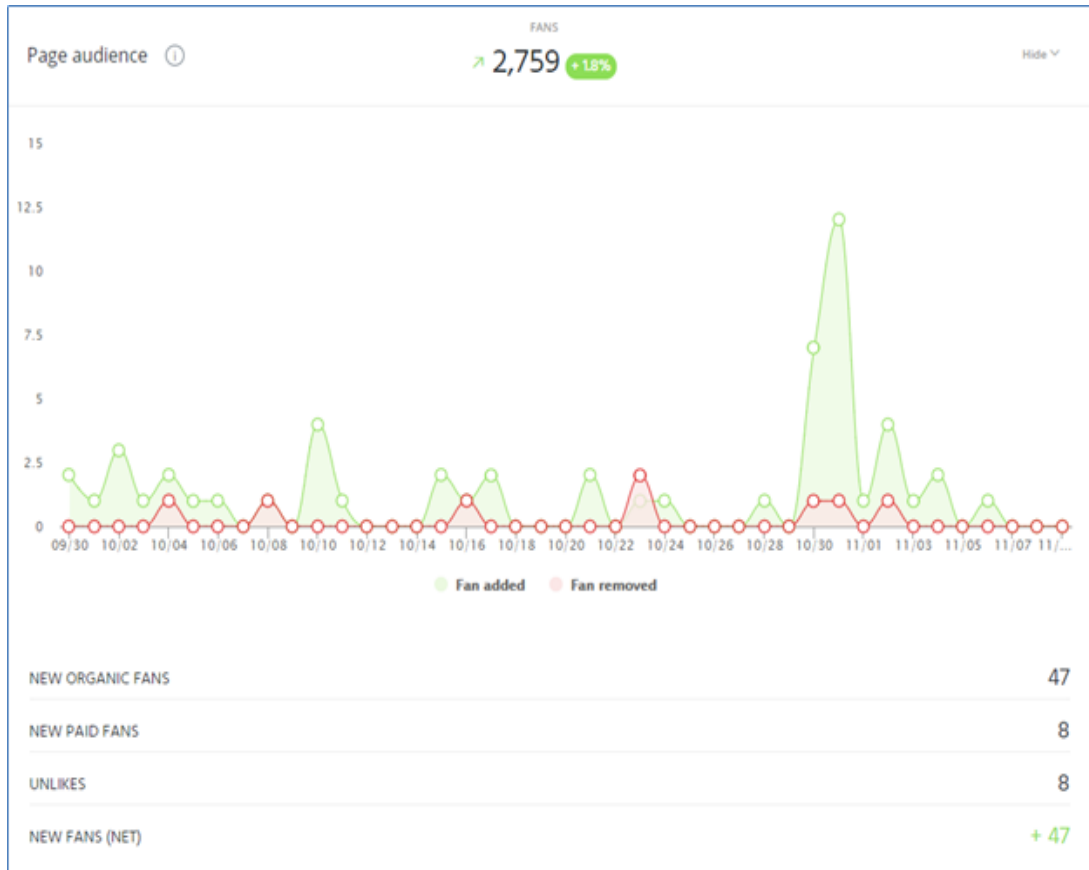 FANS
Page audience
2,759 + 1.8%
Hide
15
12.5
10
7.5
5
2.5
0
09/30 10/02 10/04 10/06 10/08 10/10 10/12 10/14 10/16 10/18 10/20 10/22 10/24 10/26 10/28 10/30 11/01 11/03 11/05 11/07 11/...
Fan added Fan removed
NEW ORGANIC FANS 47
NEW PAID FANS 8
UNLIKES 8
NEW FANS (NET) + 47